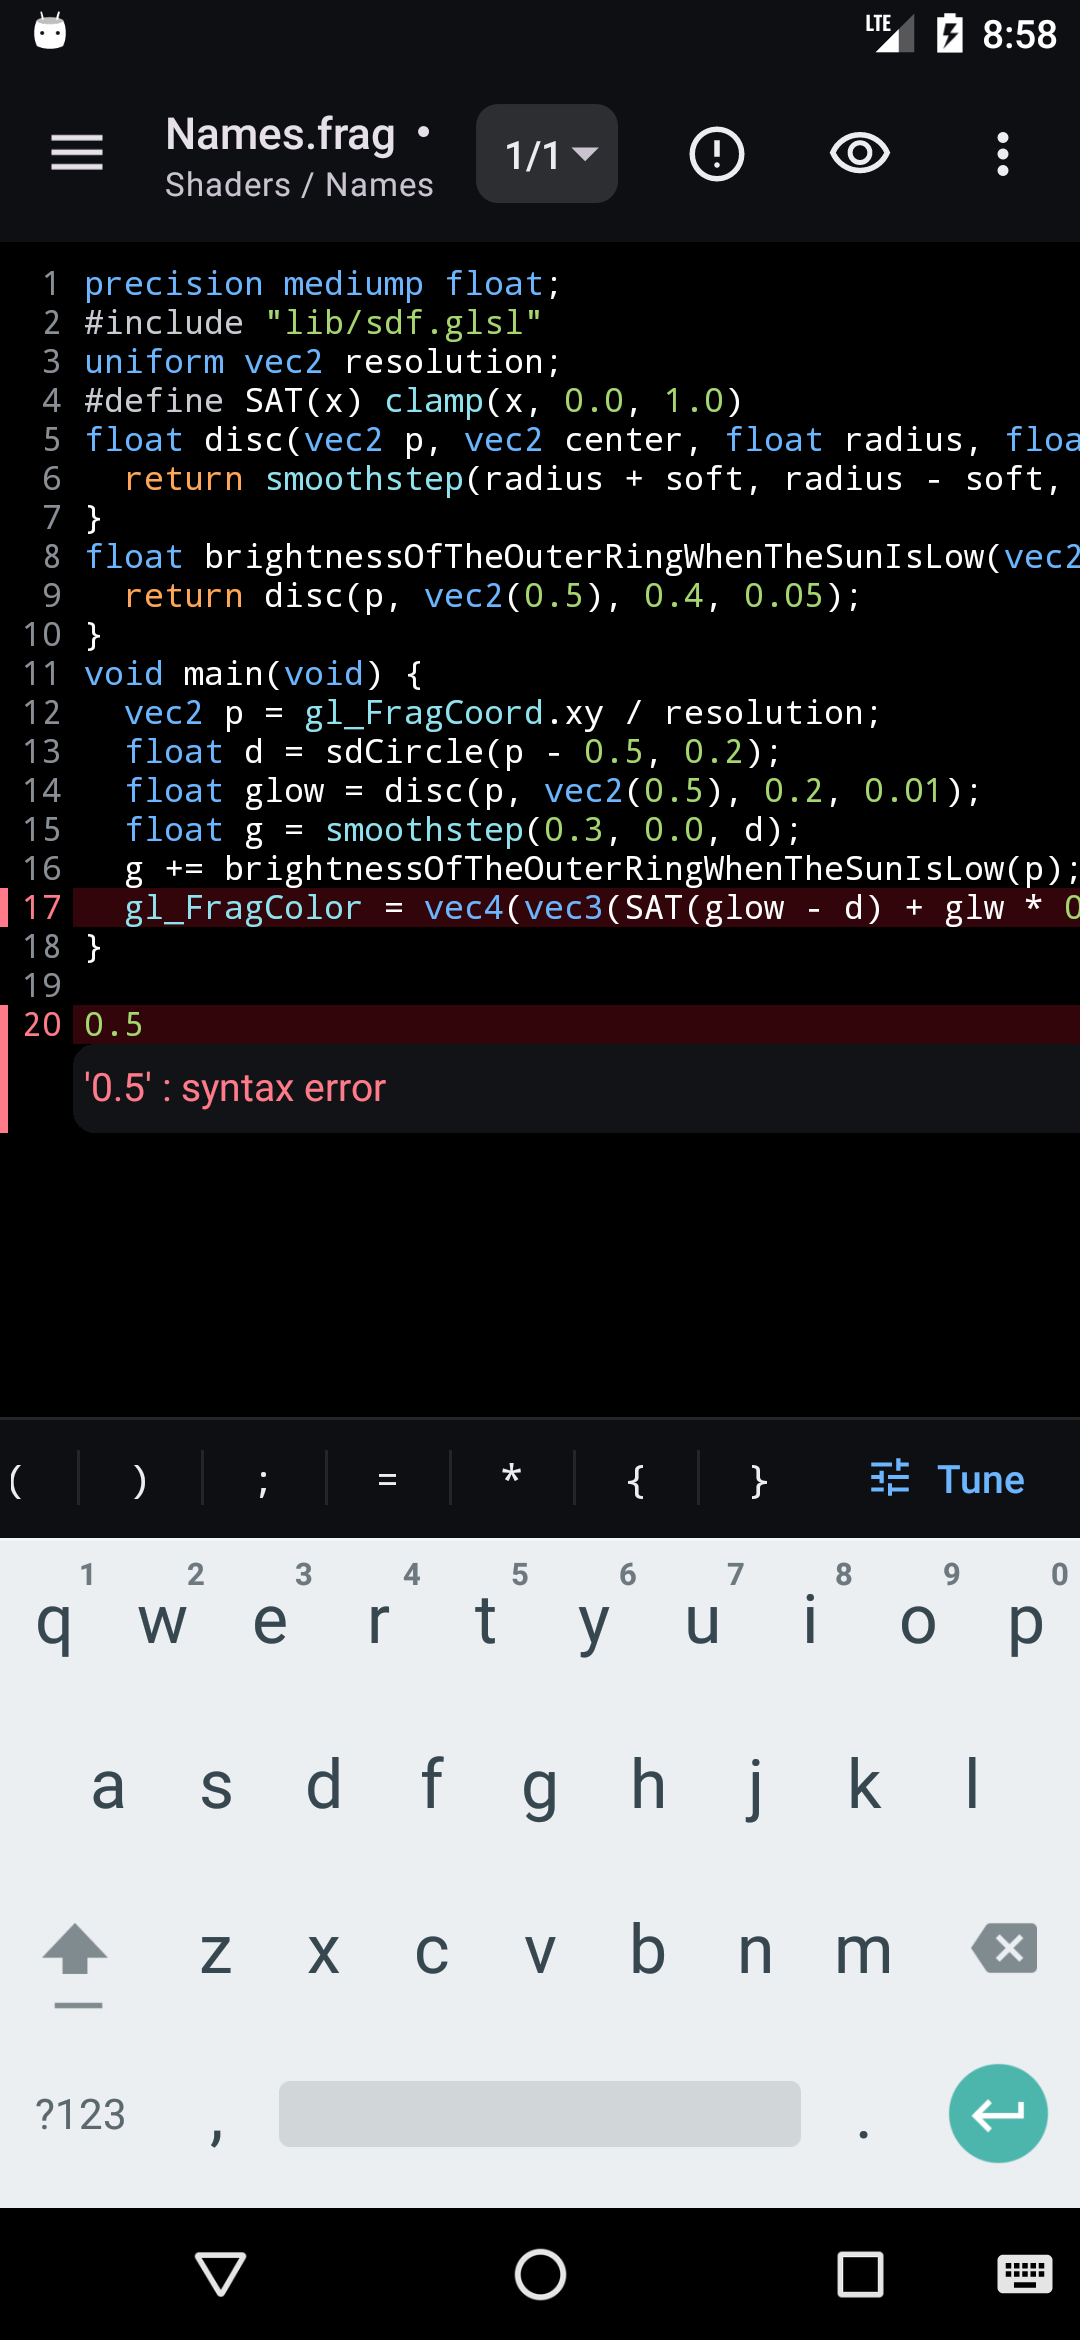 LTE 8:58
Names.frag •
Shaders / Names
1/1
1 precision mediump float;
2 #include "lib/sdf.glsl"
3 uniform vec2 resolution;
4 #define SAT(x) clamp(x, 0.0, 1.0)
5 float disc(vec2 p, vec2 center, float radius, floa
6   return smoothstep(radius + soft, radius - soft,
7 }
8 float brightnessOfTheOuterRingWhenTheSunIsLow(vec2
9   return disc(p, vec2(0.5), 0.4, 0.05);
10 }
11 void main(void) {
12   vec2 p = gl_FragCoord.xy / resolution;
13   float d = sdCircle(p - 0.5, 0.2);
14   float glow = disc(p, vec2(0.5), 0.2, 0.01);
15   float g = smoothstep(0.3, 0.0, d);
16   g += brightnessOfTheOuterRingWhenTheSunIsLow(p);
17   gl_FragColor = vec4(vec3(SAT(glow - d) + glw * 0
18 }
19
20 0.5
'0.5' : syntax error
( ) ; = * { } Tune
1 2 3 4 5 6 7 8 9 0
q w e r t y u i o p
a s d f g h j k l
z x c v b n m
?123 , .